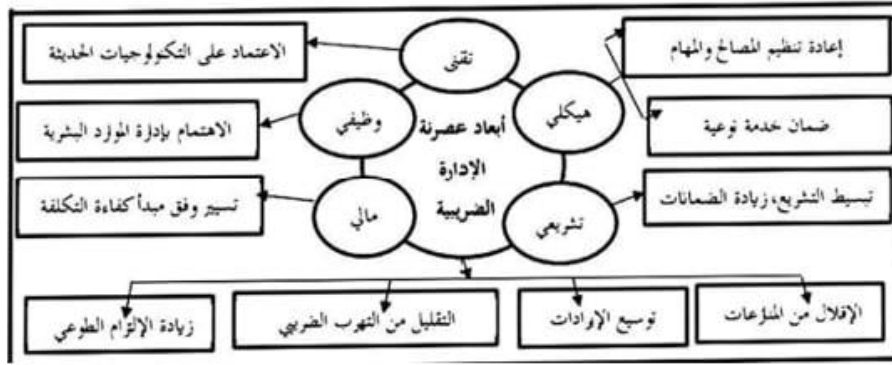 تقني
الاعتماد على التكنولوجيات الحديثة
إعادة تنظيم المصالح والمهام
هيكلي
وظيفي
أبعاد عصرنة
الإدارة
الضريبية
ضمان خدمة نوعية
الاهتمام بإدارة الموارد البشرية
تبسيط التشريع، زيادة الضمانات
تشريعي
مالي
تسيير وفق مبدأ كفاءة التكلفة
الإقلال من المنازعات
توسيع الإيرادات
التقليل من التهرب الضريبي
زيادة الإلتزام الطوعي